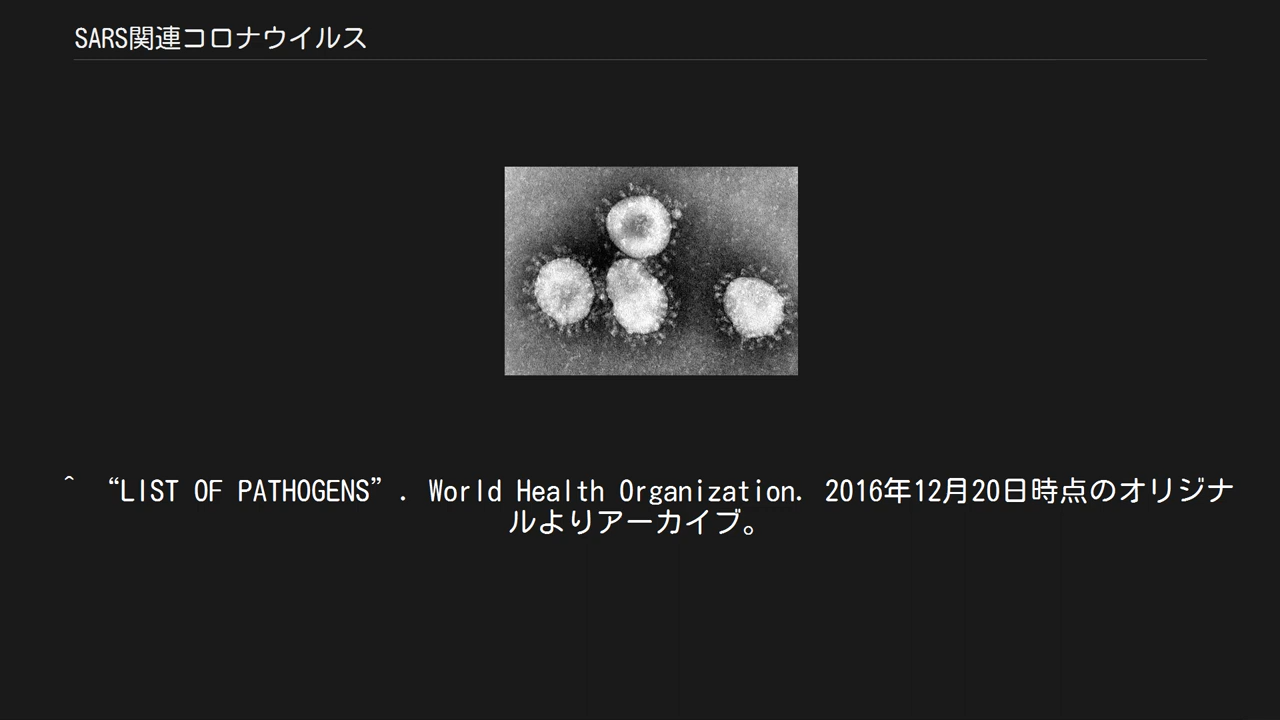 SARS関連コロナウイルス
^ “LIST OF PATHOGENS”. World Health Organization. 2016年12月20日時点のオリジナ
ルよりアーカイブ。